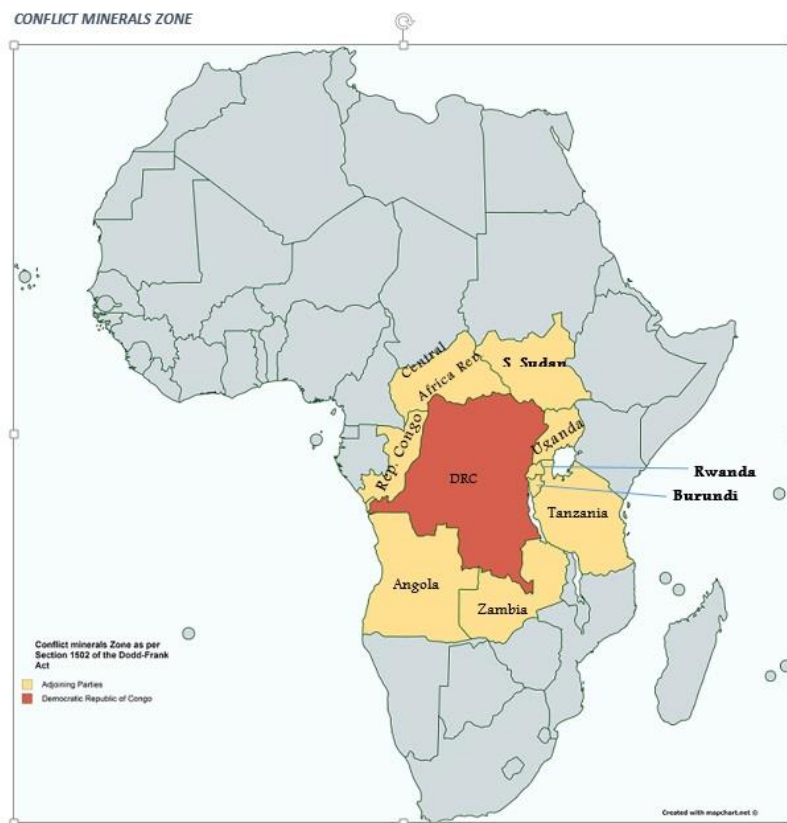 CONFLICT MINERALS ZONE
Central
Africa Rep
S. Sudan
Rep. Congo
Uganda
DRC
Rwanda
Burundi
Tanzania
Angola
Zambia
Conflict minerals Zone as per
Section 1502 of the Dodd-Frank
Act
Adjoining Parties
Democratic Republic of Congo
Created with mapchart.net ©